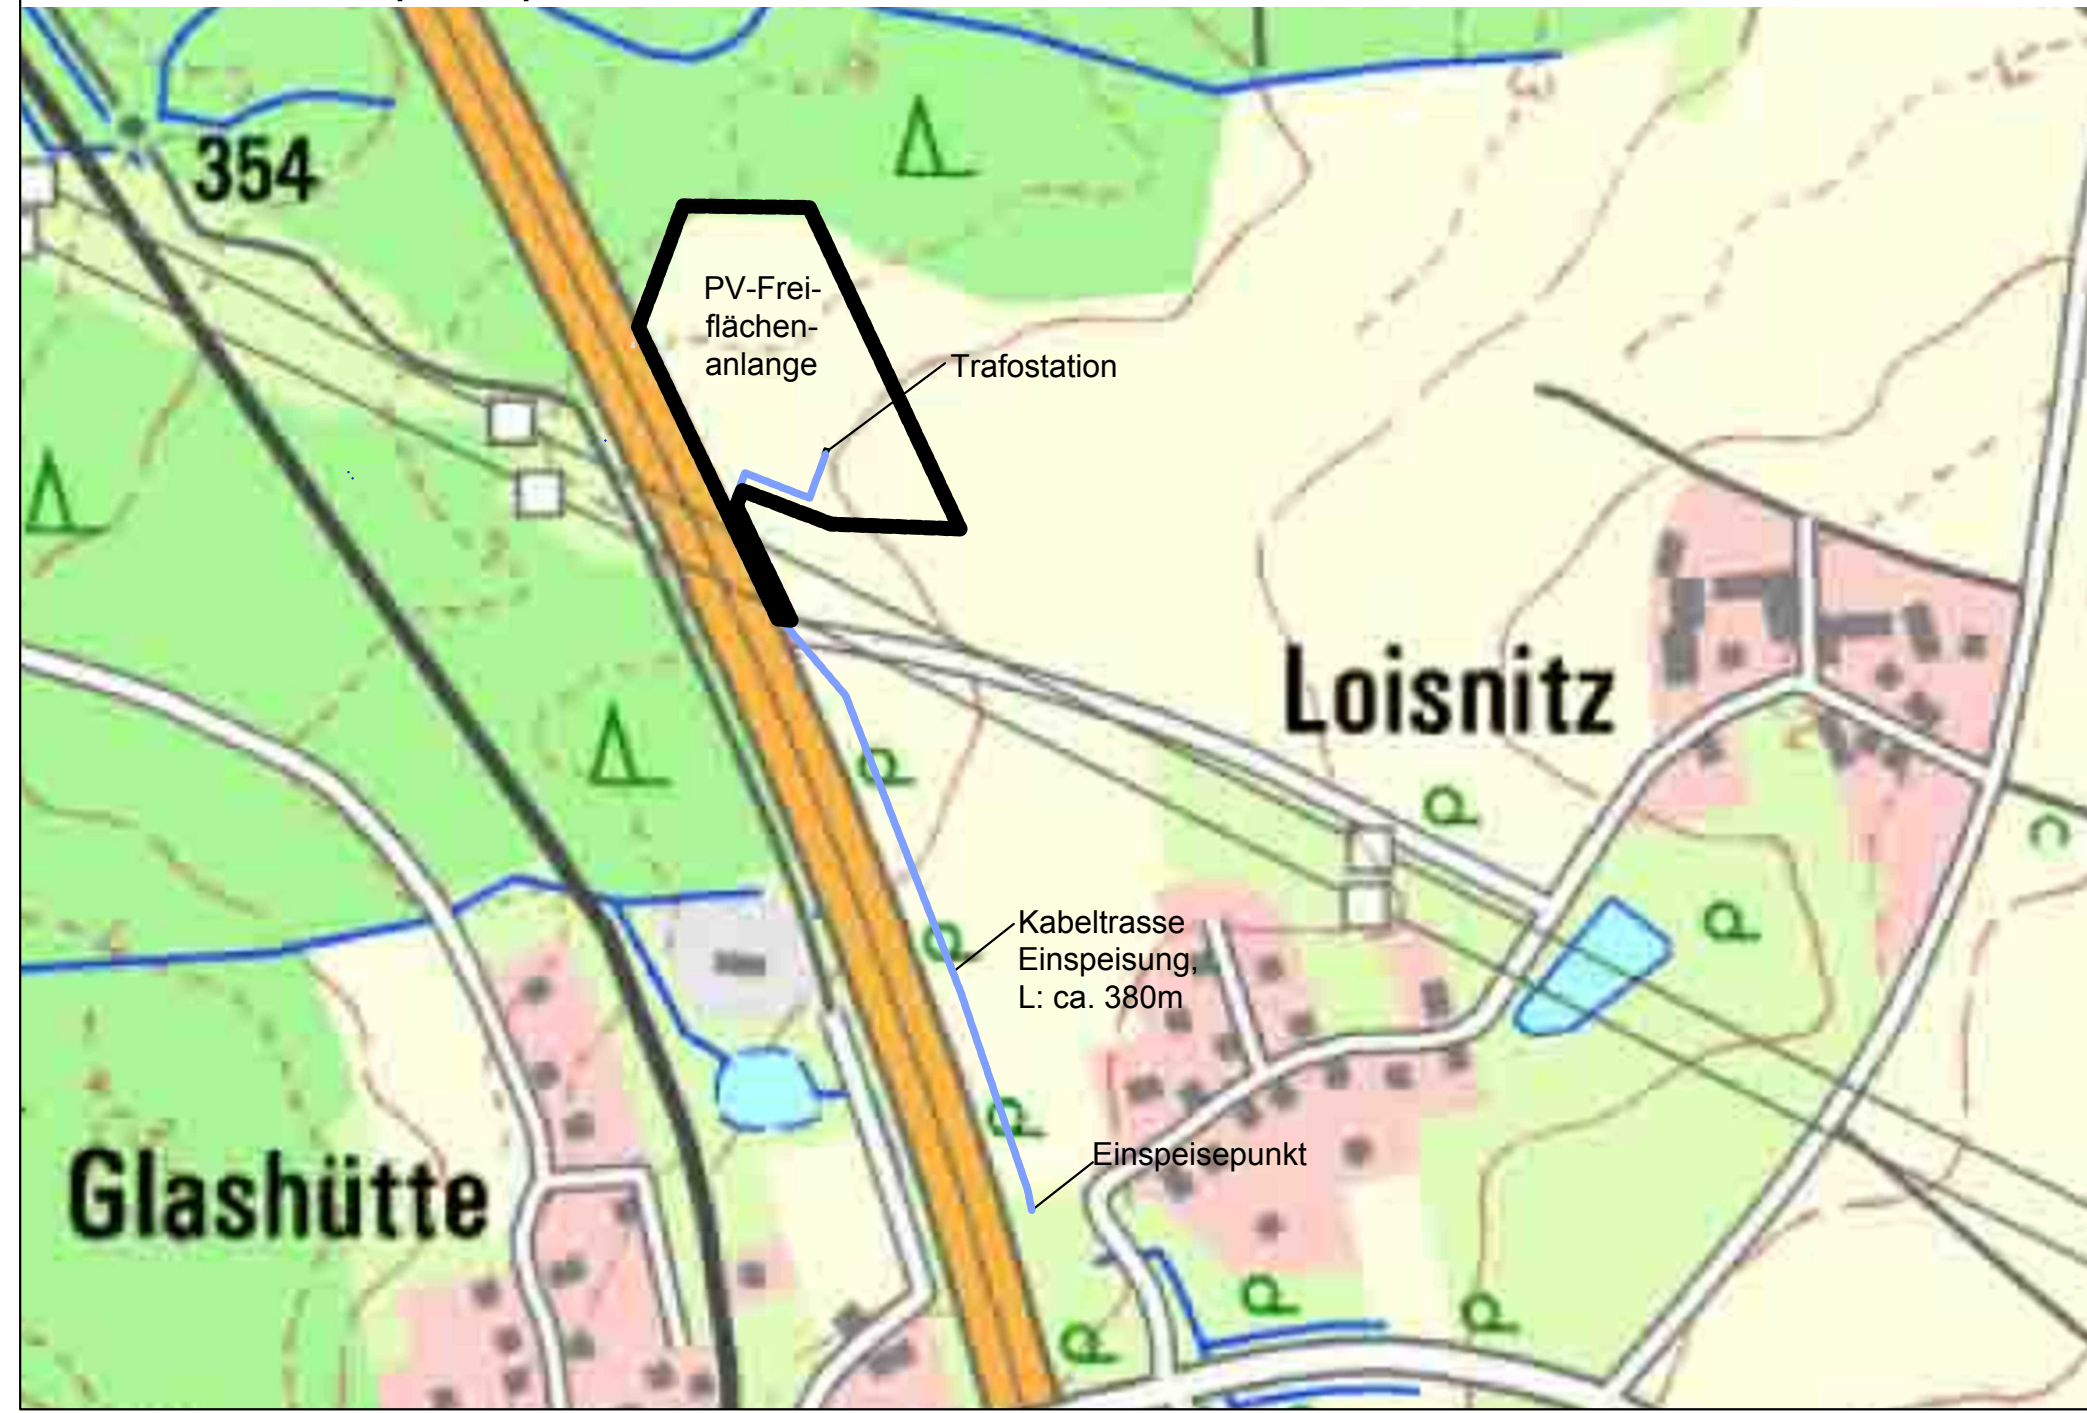 354
PV-Frei-
flächen-
anlange
Trafostation
Loisnitz
Kabeltrasse
Einspeisung,
L: ca. 380m
Einspeisepunkt
Glashütte